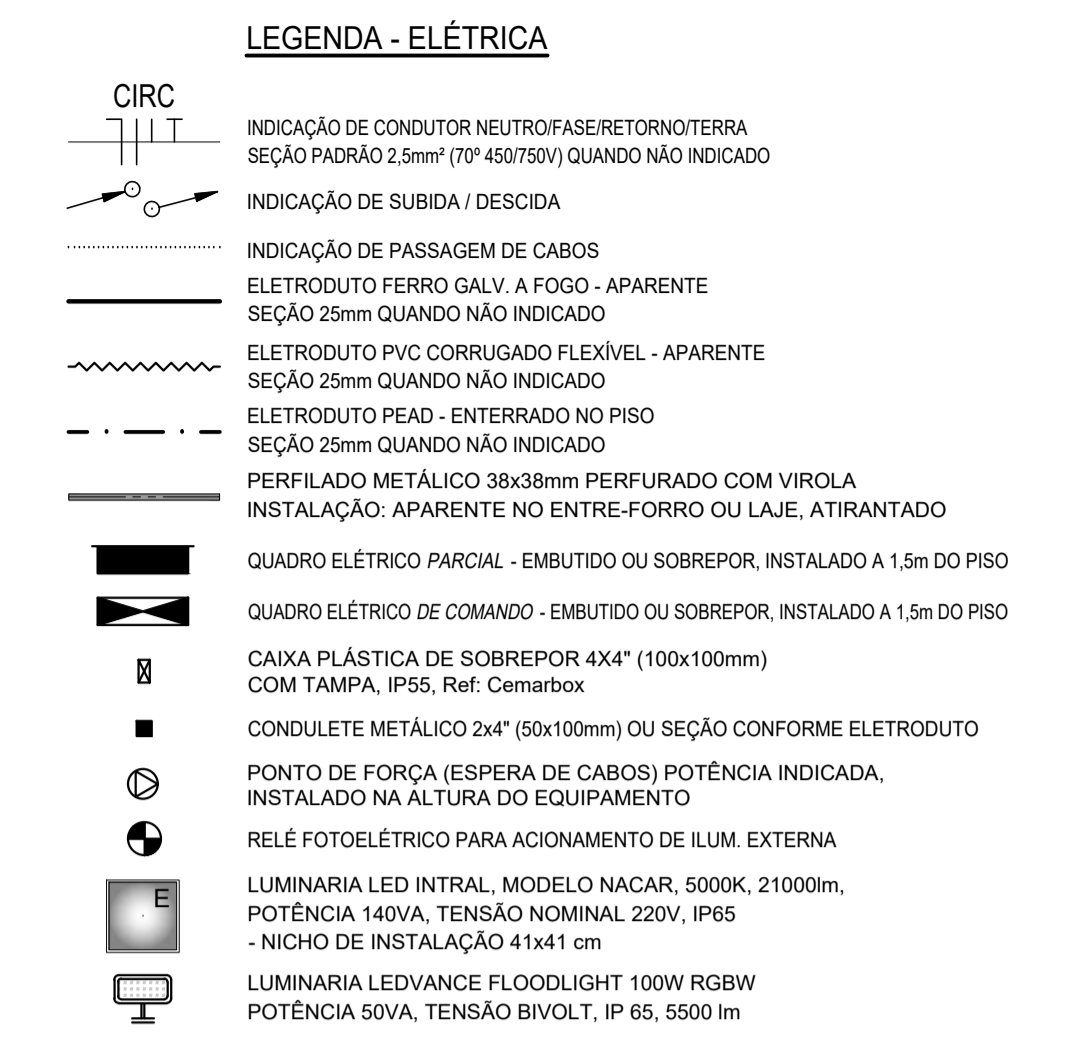 LEGENDA - ELÉTRICA
CIRC
INDICAÇÃO DE CONDUTOR NEUTRO/FASE/RETORNO/TERRA
SEÇÃO PADRÃO 2,5mm² (70º 450/750V) QUANDO NÃO INDICADO
INDICAÇÃO DE SUBIDA / DESCIDA
INDICAÇÃO DE PASSAGEM DE CABOS
ELETRODUTO FERRO GALV. A FOGO - APARENTE
SEÇÃO 25mm QUANDO NÃO INDICADO
ELETRODUTO PVC CORRUGADO FLEXÍVEL - APARENTE
SEÇÃO 25mm QUANDO NÃO INDICADO
ELETRODUTO PEAD - ENTERRADO NO PISO
SEÇÃO 25mm QUANDO NÃO INDICADO
PERFILADO METÁLICO 38x38mm PERFURADO COM VIROLA
INSTALAÇÃO: APARENTE NO ENTRE-FORRO OU LAJE, ATIRANTADO
QUADRO ELÉTRICO PARCIAL - EMBUTIDO OU SOBREPOR, INSTALADO A 1,5m DO PISO
QUADRO ELÉTRICO DE COMANDO - EMBUTIDO OU SOBREPOR, INSTALADO A 1,5m DO PISO
CAIXA PLÁSTICA DE SOBREPOR 4X4" (100x100mm)
COM TAMPA, IP55, Ref: Cemarbox
CONDULETE METÁLICO 2x4" (50x100mm) OU SEÇÃO CONFORME ELETRODUTO
PONTO DE FORÇA (ESPERA DE CABOS) POTÊNCIA INDICADA,
INSTALADO NA ALTURA DO EQUIPAMENTO
RELÉ FOTOELÉTRICO PARA ACIONAMENTO DE ILUM. EXTERNA
E
LUMINARIA LED INTRAL, MODELO NACAR, 5000K, 21000lm,
POTÊNCIA 140VA, TENSÃO NOMINAL 220V, IP65
- NICHO DE INSTALAÇÃO 41x41 cm
LUMINARIA LEDVANCE FLOODLIGHT 100W RGBW
POTÊNCIA 50VA, TENSÃO BIVOLT, IP 65, 5500 lm